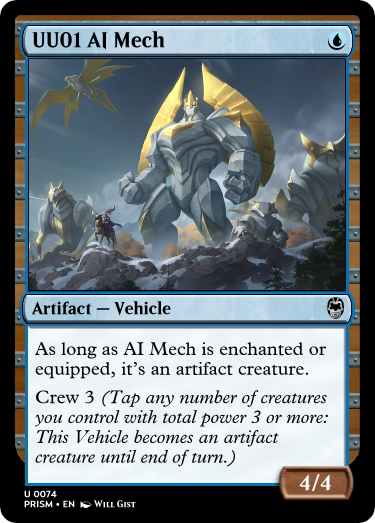 UU01 AI Mech
Artifact — Vehicle
As long as AI Mech is enchanted or
equipped, it's an artifact creature.
Crew 3 (Tap any number of creatures
you control with total power 3 or more:
This Vehicle becomes an artifact
creature until end of turn.)
4/4
U 0074
PRISM • EN Will Gist